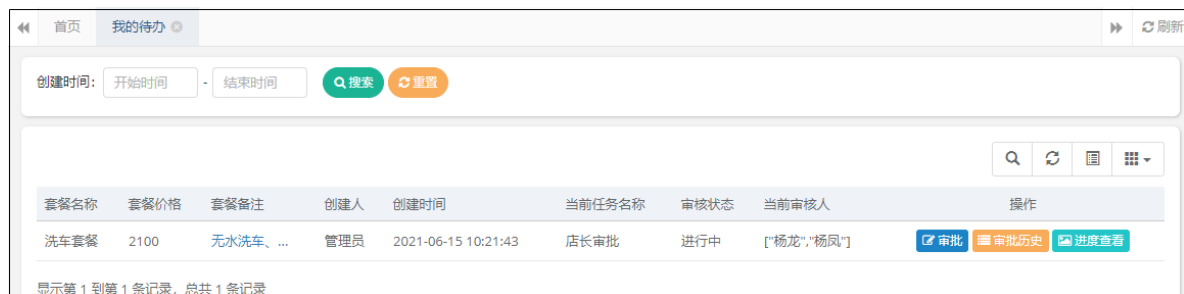 首页 我的待办 刷新
创建时间： 开始时间 - 结束时间 搜索 重置
套餐名称 套餐价格 套餐备注 创建人 创建时间 当前任务名称 审核状态 当前审核人 操作
洗车套餐 2100 无水洗车、... 管理员 2021-06-15 10:21:43 店长审批 进行中 ["杨龙","杨凤"] 审批 审批历史 进度查看
显示第 1 到第 1 条记录，总共 1 条记录